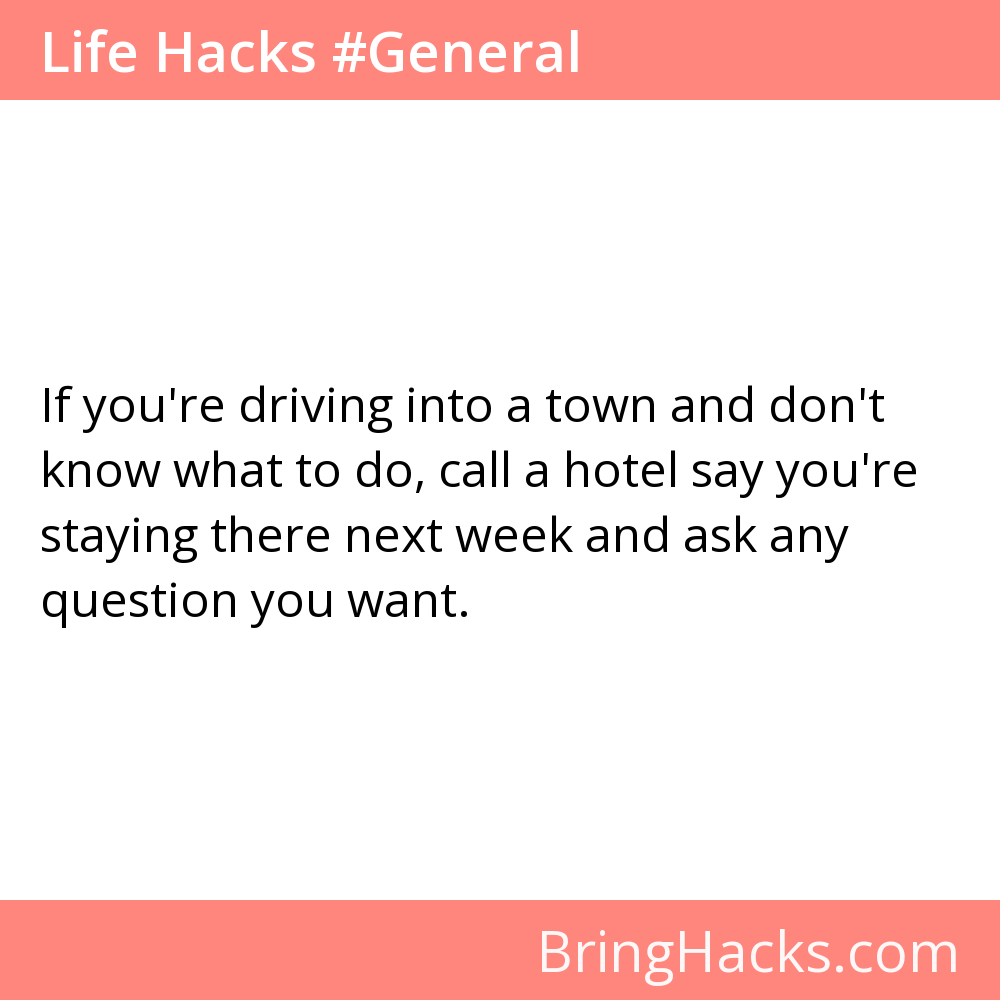 Life Hacks #General
If you're driving into a town and don't
know what to do, call a hotel say you're
staying there next week and ask any
question you want.
BringHacks.com